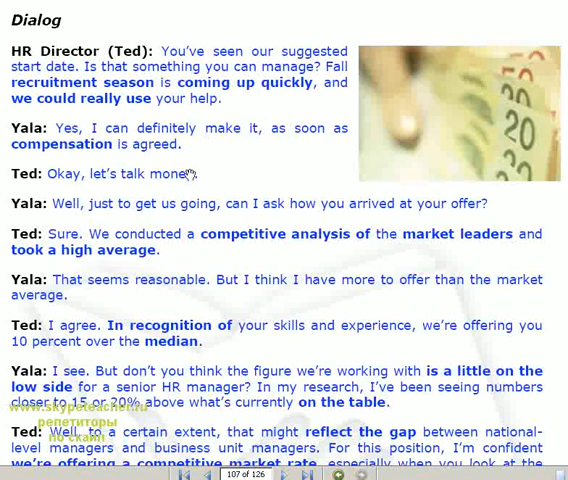 Dialog
HR Director (Ted): You've seen our suggested
start date. Is that something you can manage? Fall
recruitment season is coming up quickly, and
we could really use your help.
Yala: Yes, I can definitely make it, as soon as
compensation is agreed.
Ted: Okay, let's talk money.
Yala: Well, just to get us going, can I ask how you arrived at your offer?
Ted: Sure. We conducted a competitive analysis of the market leaders and
took a high average.
Yala: That seems reasonable. But I think I have more to offer than the market
average.
Ted: I agree. In recognition of your skills and experience, we're offering you
10 percent over the median.
Yala: I see. But don't you think the figure we're working with is a little on the
low side for a senior HR manager? In my research, I've been seeing numbers
closer to 15 or 20% above what's currently on the table.
www.skypeteacher.ru
репетиторы
по скайп
Ted: Well, to a certain extent, that might reflect the gap between national-
level managers and business unit managers. For this position, I'm confident
we're offering a competitive market rate, especially when you look at the
20
107 of 126